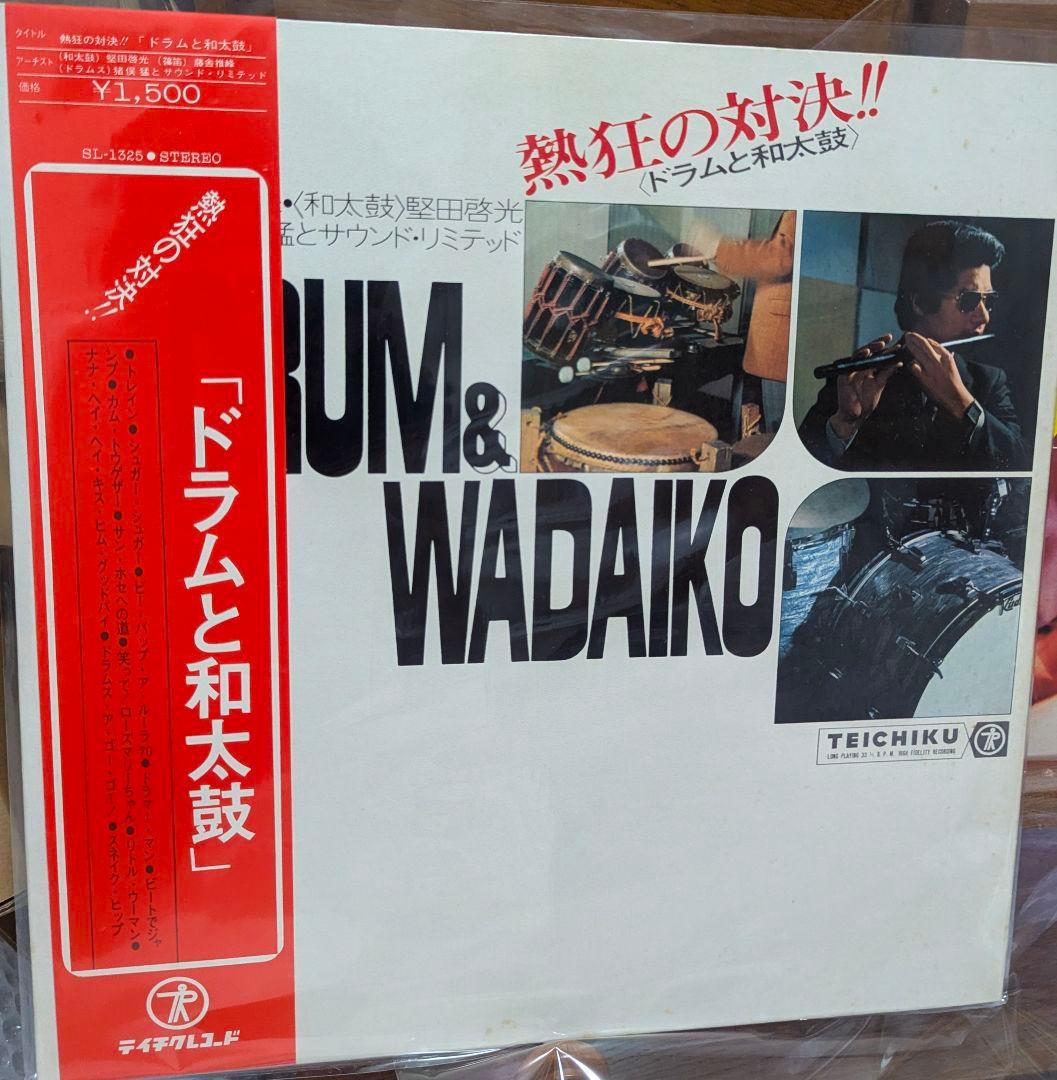 タイトル 熱狂の対決!!「ドラムと和太鼓」
アーチスト (和太鼓) 堅田啓光 (篠笛) 藤舎推峰
(ドラムス) 猪俣猛とサウンド・リミテッド
価格 ¥1,500
SL-1325●STEREO
熱狂の対決!!
「ドラムと和太鼓」
●トレイン●シュガー・シュガー●ビー・バップ・ア・ルーラ70●ドラマー・マン●ビートでジャ
ンプ●カム・トゥゲザー●サン・ホセへの道●笑って!ローズマリーちゃん●リトル・ウーマン●
ナナ・ヘイ・ヘイ・キス・ヒム・グッドバイ●ドラムス・ア・ゴー・ゴー!●スネイク・ヒップ
テイチクレコード
熱狂の対決!!
〈ドラムと和太鼓〉
•〈和太鼓〉堅田啓光
猛とサウンド・リミテッド
RUM &
WADAIKO
TEICHIKU
LONG PLAYING 33 ⅓ R.P.M. HIGH FIDELITY RECORDING